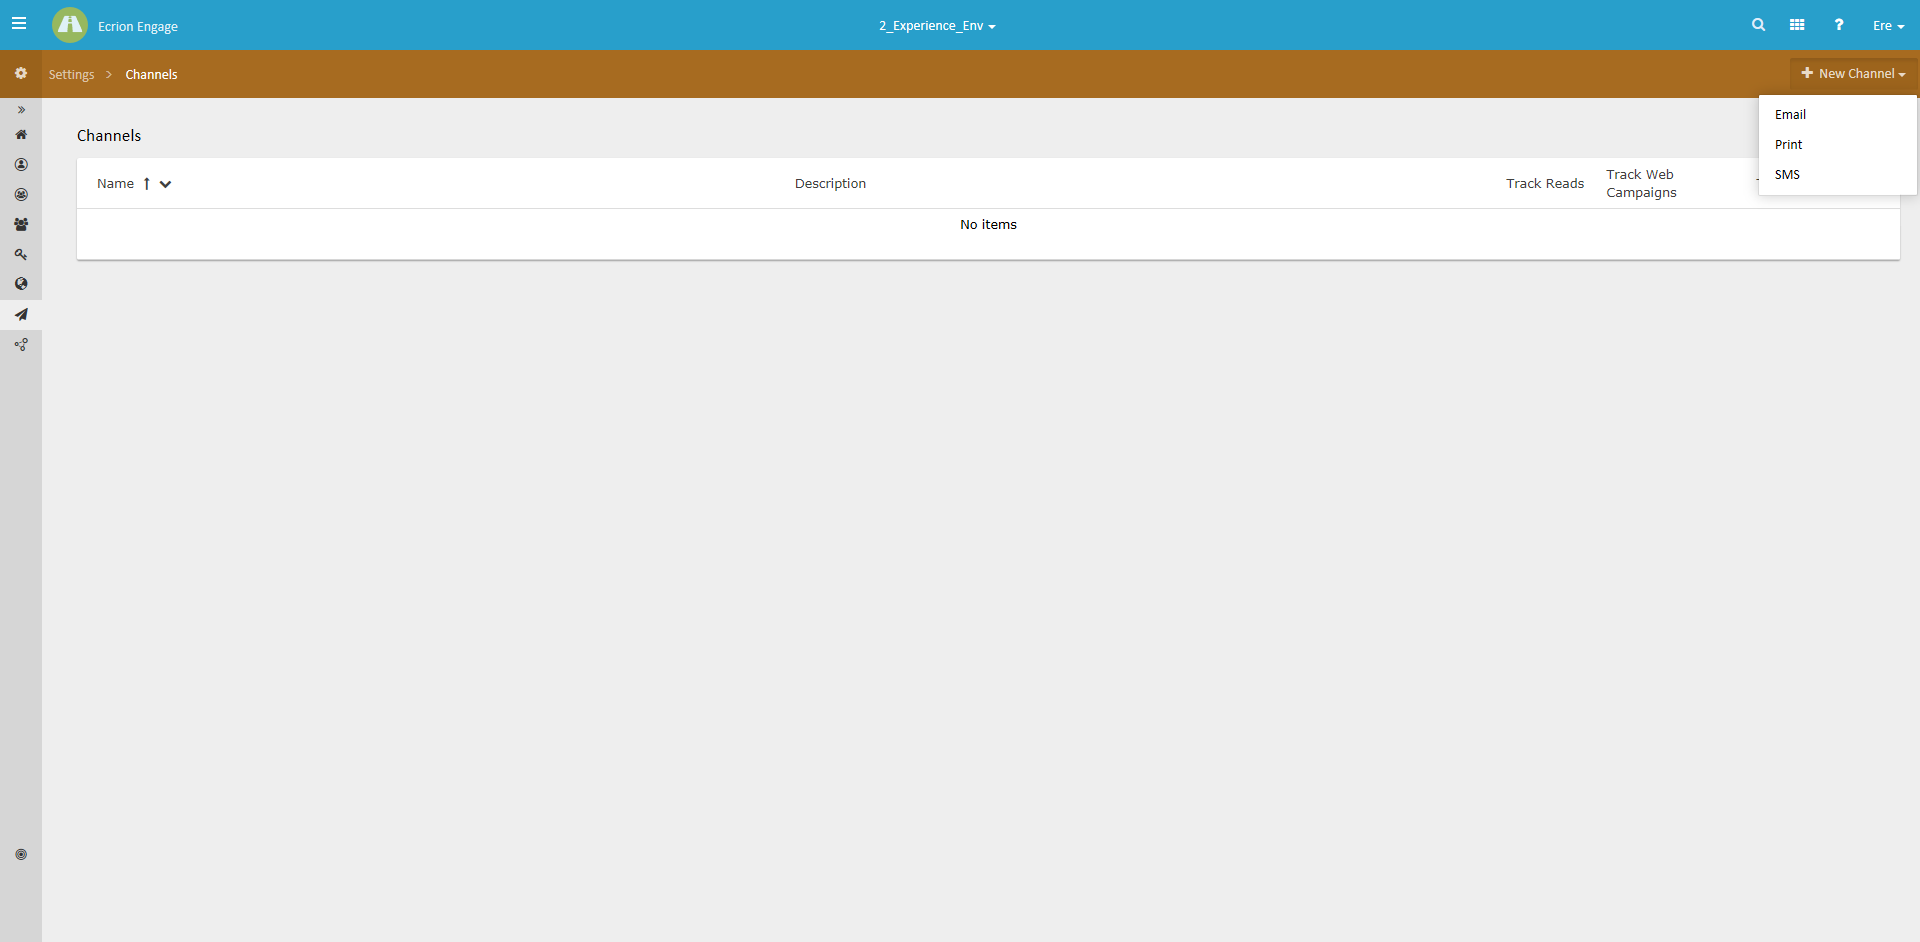 Ecrion Engage
2_Experience_Env
?
Ere
Settings > Channels
New Channel
Email
Print
SMS
Channels
Name
Description
Track Reads
Track Web
Campaigns
No items